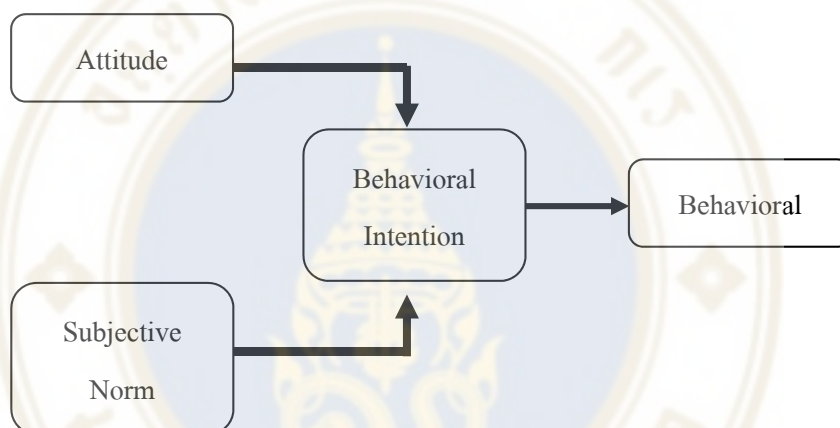 Attitude
Behavioral
Intention
Behavioral
Subjective
Norm